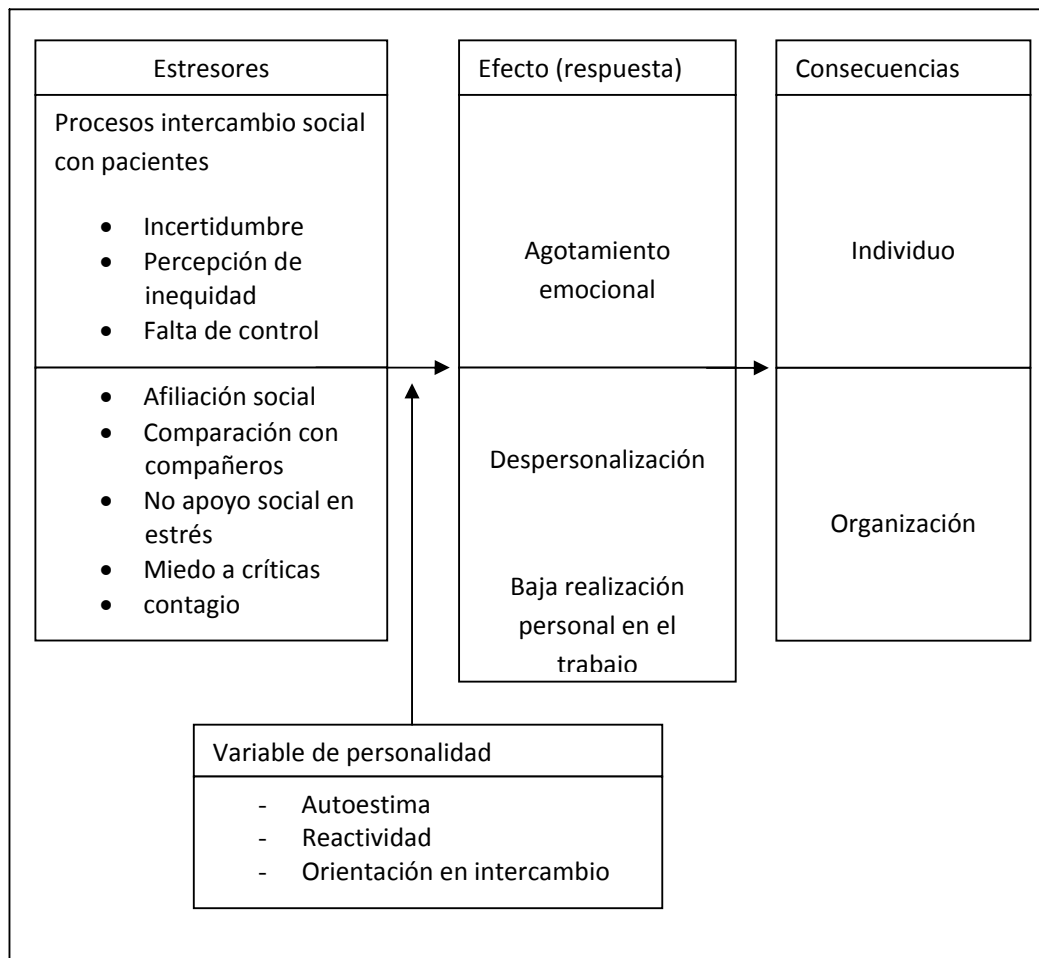 Estresores
Procesos intercambio social
con pacientes
• Incertidumbre
• Percepción de
inequidad
• Falta de control
• Afiliación social
• Comparación con
compañeros
• No apoyo social en
estrés
• Miedo a críticas
• contagio
Efecto (respuesta)
Agotamiento
emocional
Despersonalización
Baja realización
personal en el
trabajo
Consecuencias
Individuo
Organización
Variable de personalidad
- Autoestima
- Reactividad
- Orientación en intercambio